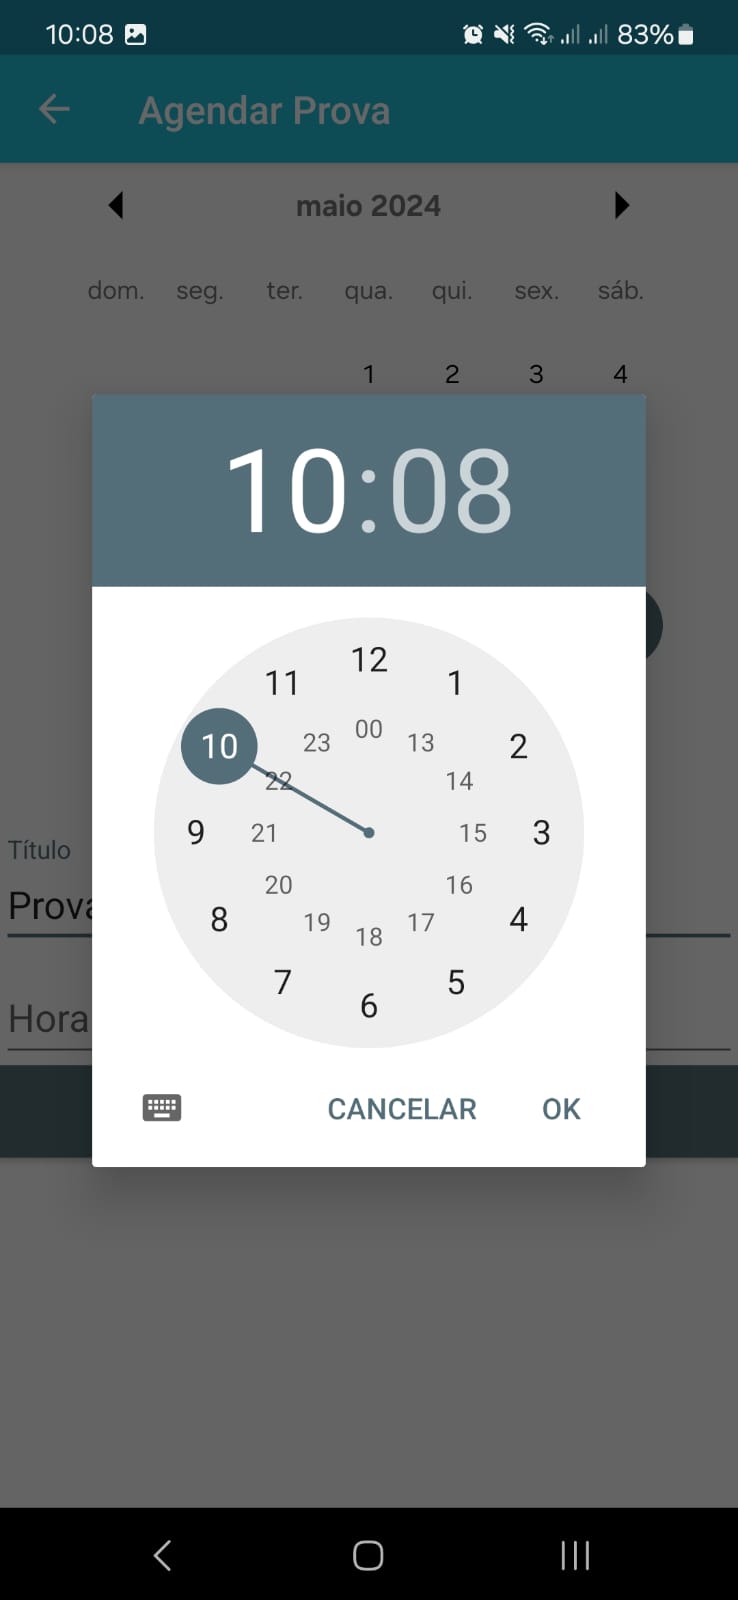 10:08 83%
Agendar Prova
maio 2024
dom. seg. ter. qua. qui. sex. sáb.
1 2 3 4
10:08
12
11 1
00
23 13
10 2
22 14
9 21 15 3
20 16
8 19 17 4
18
7 5
6
Título
Prova
Hora
CANCELAR OK